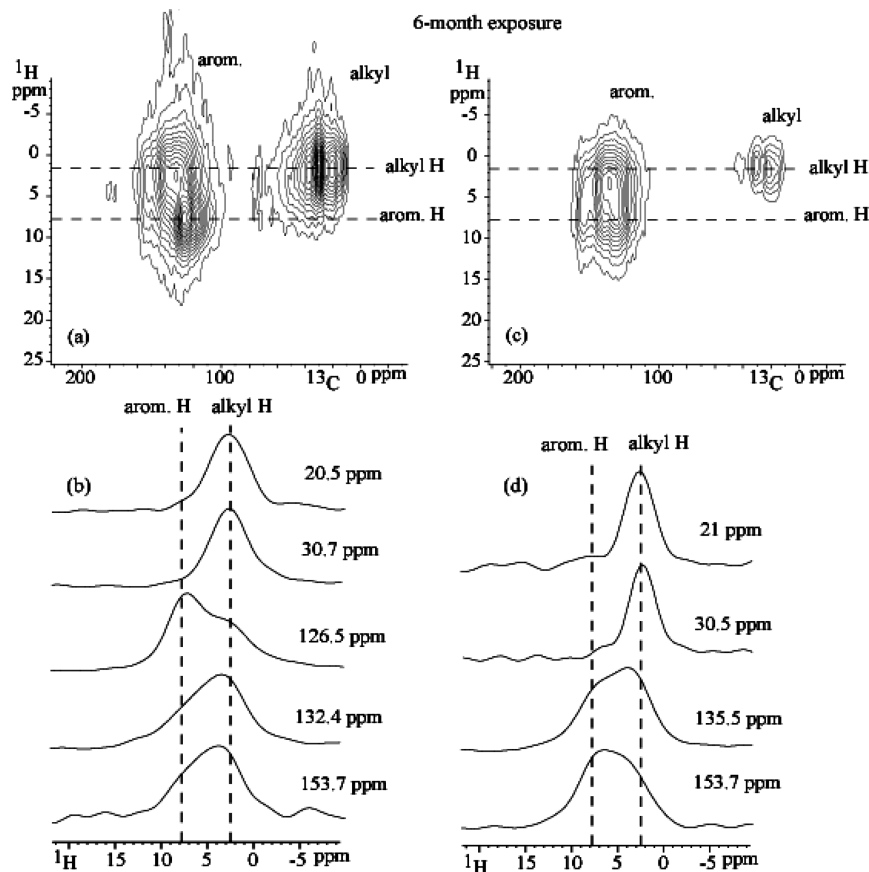 6-month exposure
1H
ppm
arom.
alkyl
-5
0
5
10
15
20
25
alkyl H
arom. H
(a)
200
100
13C
0 ppm
1H
ppm
arom.
alkyl
-5
0
5
10
15
20
25
alkyl H
arom. H
(c)
200
100
13C
0 ppm
arom. H
alkyl H
(b)
20.5 ppm
30.7 ppm
126.5 ppm
132.4 ppm
153.7 ppm
1H
15
10
5
0
-5
ppm
arom. H
alkyl H
(d)
21 ppm
30.5 ppm
135.5 ppm
153.7 ppm
1H
15
10
5
0
-5
ppm